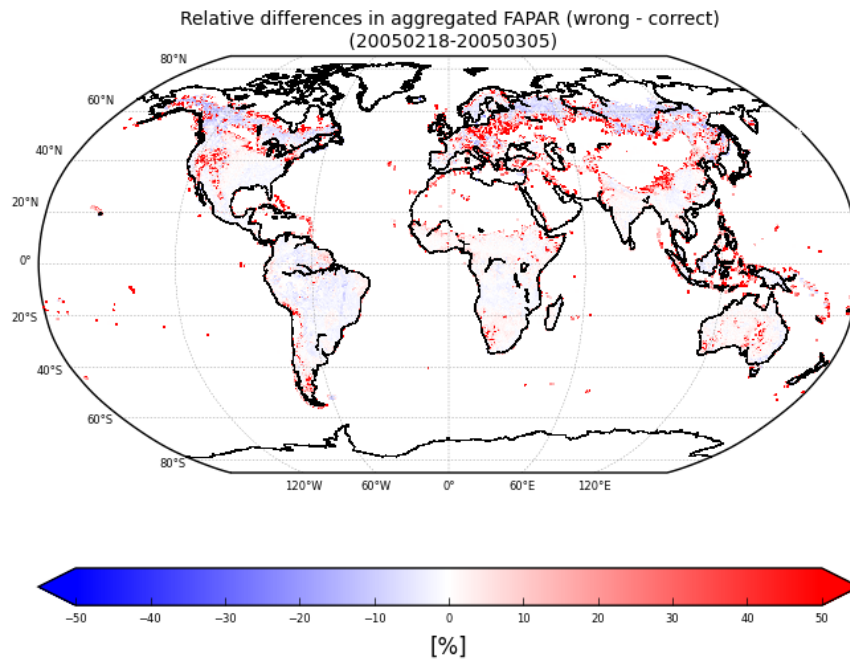 Relative differences in aggregated FAPAR (wrong - correct)
(20050218-20050305)
80°N
60°N
40°N
20°N
0°
20°S
40°S
60°S
80°S
120°W 60°W 0° 60°E 120°E
−50 −40 −30 −20 −10 0 10 20 30 40 50
[%]